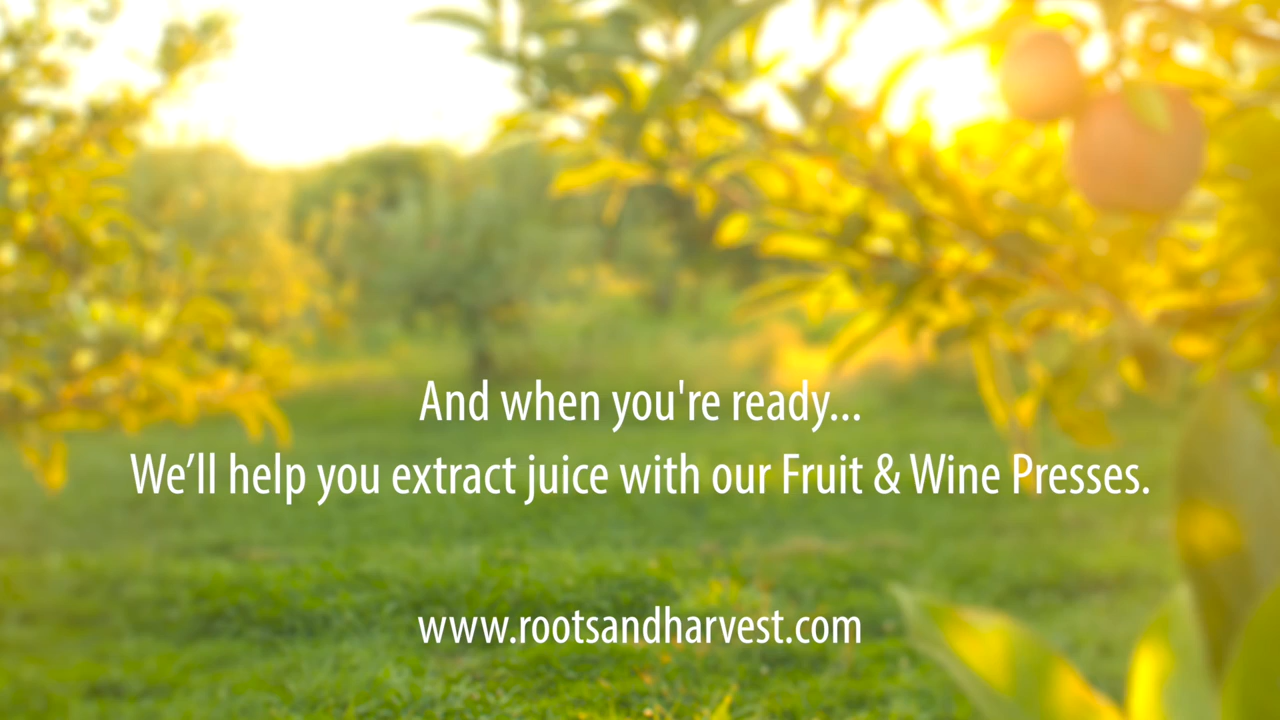 And when you're ready...
We’ll help you extract juice with our Fruit & Wine Presses.
www.rootsandharvest.com